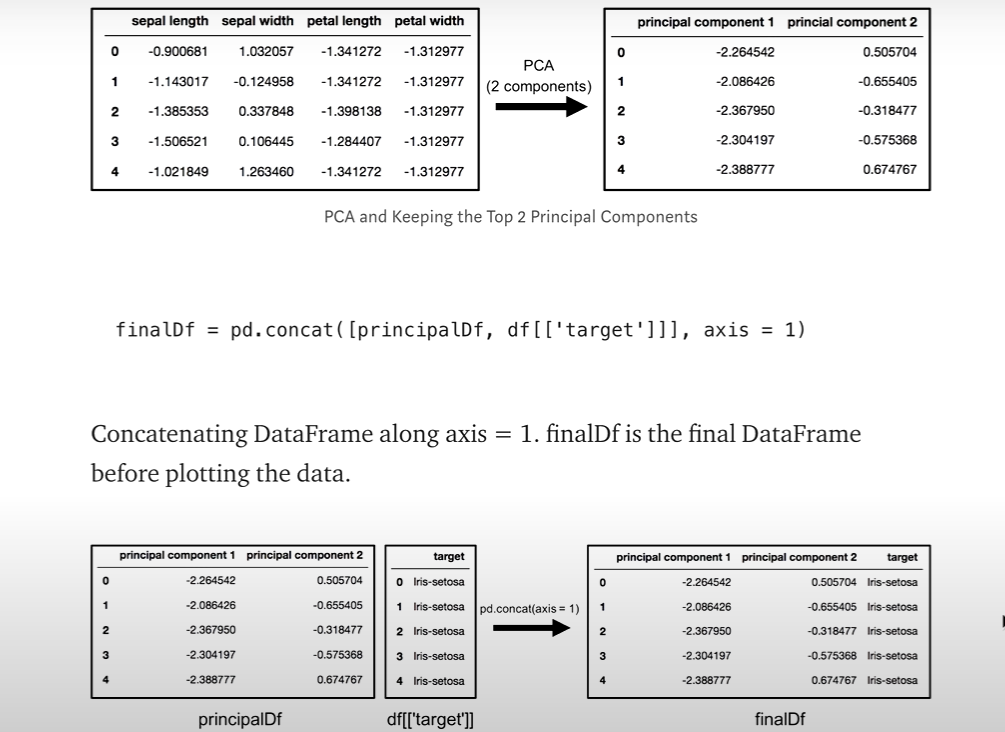 sepal length sepal width petal length petal width
0 -0.900681 1.032057 -1.341272 -1.312977
1 -1.143017 -0.124958 -1.341272 -1.312977
2 -1.385353 0.337848 -1.398138 -1.312977
3 -1.506521 0.106445 -1.284407 -1.312977
4 -1.021849 1.263460 -1.341272 -1.312977
PCA
(2 components)
principal component 1 princial component 2
0 -2.264542 0.505704
1 -2.086426 -0.655405
2 -2.367950 -0.318477
3 -2.304197 -0.575368
4 -2.388777 0.674767
PCA and Keeping the Top 2 Principal Components
finalDf = pd.concat([principalDf, df[['target']]], axis = 1)
Concatenating DataFrame along axis = 1. finalDf is the final DataFrame
before plotting the data.
principal component 1 principal component 2
0 -2.264542 0.505704
1 -2.086426 -0.655405
2 -2.367950 -0.318477
3 -2.304197 -0.575368
4 -2.388777 0.674767
principalDf
target
0 Iris-setosa
1 Iris-setosa
2 Iris-setosa
3 Iris-setosa
4 Iris-setosa
df[['target']]
pd.concat(axis = 1)
principal component 1 principal component 2 target
0 -2.264542 0.505704 Iris-setosa
1 -2.086426 -0.655405 Iris-setosa
2 -2.367950 -0.318477 Iris-setosa
3 -2.304197 -0.575368 Iris-setosa
4 -2.388777 0.674767 Iris-setosa
finalDf